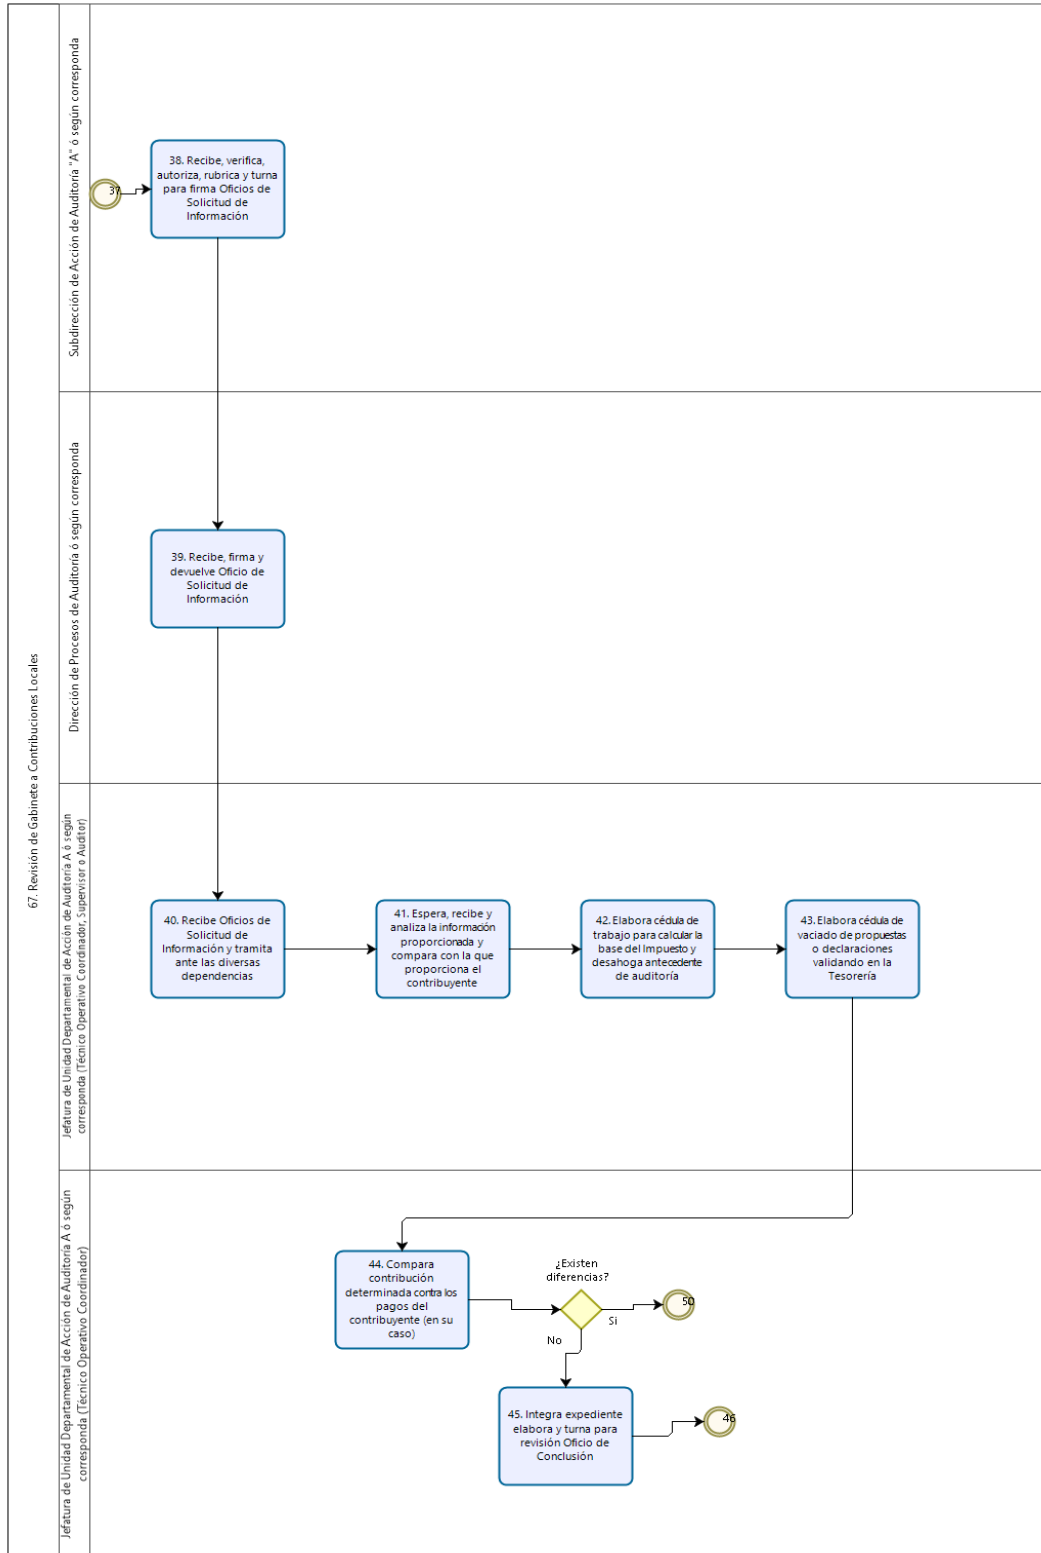 67. Revisión de Gabinete a Contribuciones Locales
Subdirección de Acción de Auditoría "A" ó según corresponda
37
38. Recibe, verifica,
autoriza, rubrica y turna
para firma Oficios de
Solicitud de
Información
Dirección de Procesos de Auditoría ó según corresponda
39. Recibe, firma y
devuelve Oficio de
Solicitud de
Información
Jefatura de Unidad Departamental de Acción de Auditoría A ó según
corresponda (Técnico Operativo Coordinador, Supervisor o Auditor)
40. Recibe Oficios de
Solicitud de
Información y tramita
ante las diversas
dependencias
41. Espera, recibe y
analiza la información
proporcionada y
compara con la que
proporciona el
contribuyente
42. Elabora cédula de
trabajo para calcular la
base del Impuesto y
desahoga antecedente
de auditoría
43. Elabora cédula de
vaciado de propuestas
o declaraciones
validando en la
Tesorería
Jefatura de Unidad Departamental de Acción de Auditoría A ó según
corresponda (Técnico Operativo Coordinador)
44. Compara
contribución
determinada contra los
pagos del
contribuyente (en su
caso)
¿Existen
diferencias?
Si
50
No
45. Integra expediente
elabora y turna para
revisión Oficio de
Conclusión
46